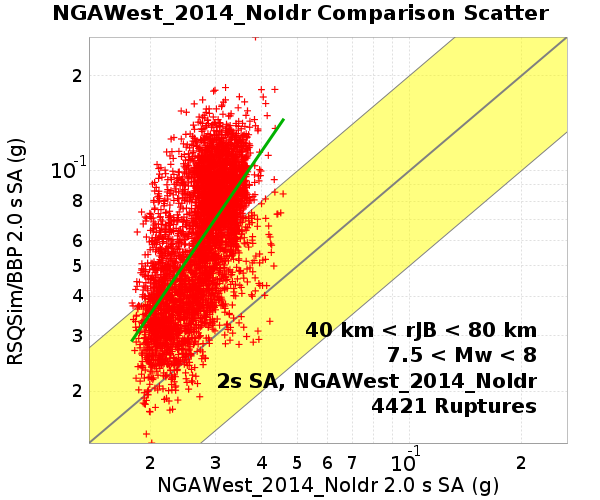 NGAWest_2014_NoIdr Comparison Scatter
RSQSim/BBP 2.0 s SA (g)
2
10-1
8
6
5
4
3
2
40 km < rJB < 80 km
7.5 < Mw < 8
2s SA, NGAWest_2014_NoIdr
4421 Ruptures
2 3 4 5 6 7 10-1 2
NGAWest_2014_NoIdr 2.0 s SA (g)